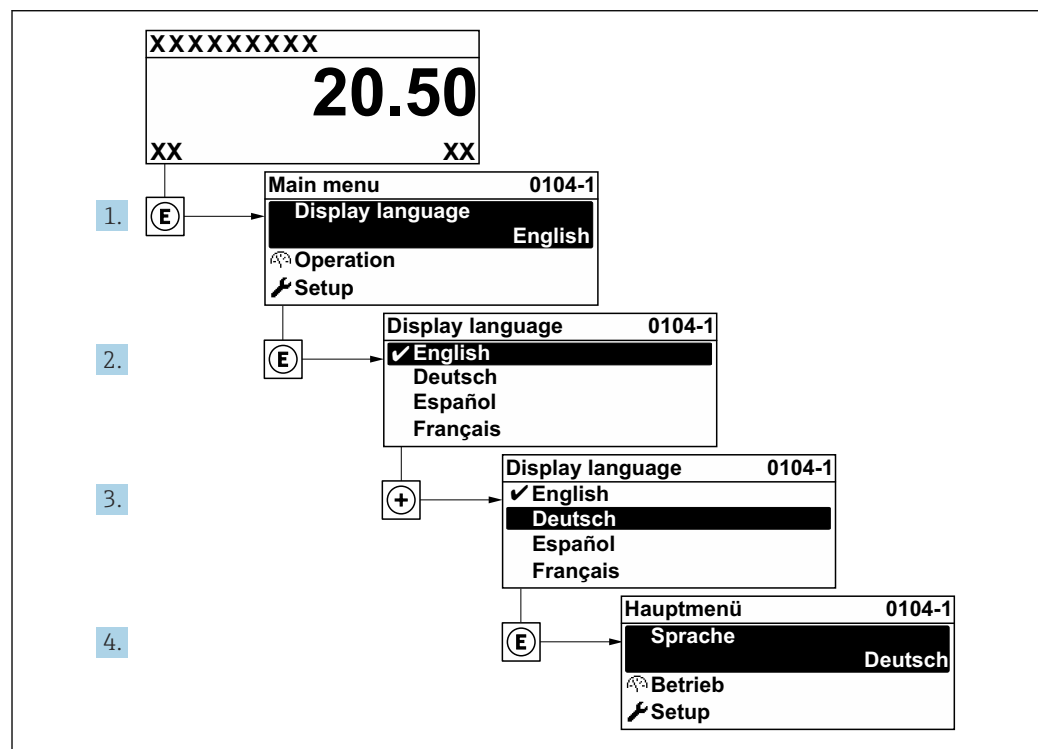 XXXXXXXXX
20.50
XX XX
1. E
Main menu 0104-1
Display language
English
Operation
Setup
2. E
Display language 0104-1
✔English
Deutsch
Español
Français
3. +
Display language 0104-1
✔English
Deutsch
Español
Français
4. E
Hauptmenü 0104-1
Sprache
Deutsch
Betrieb
Setup